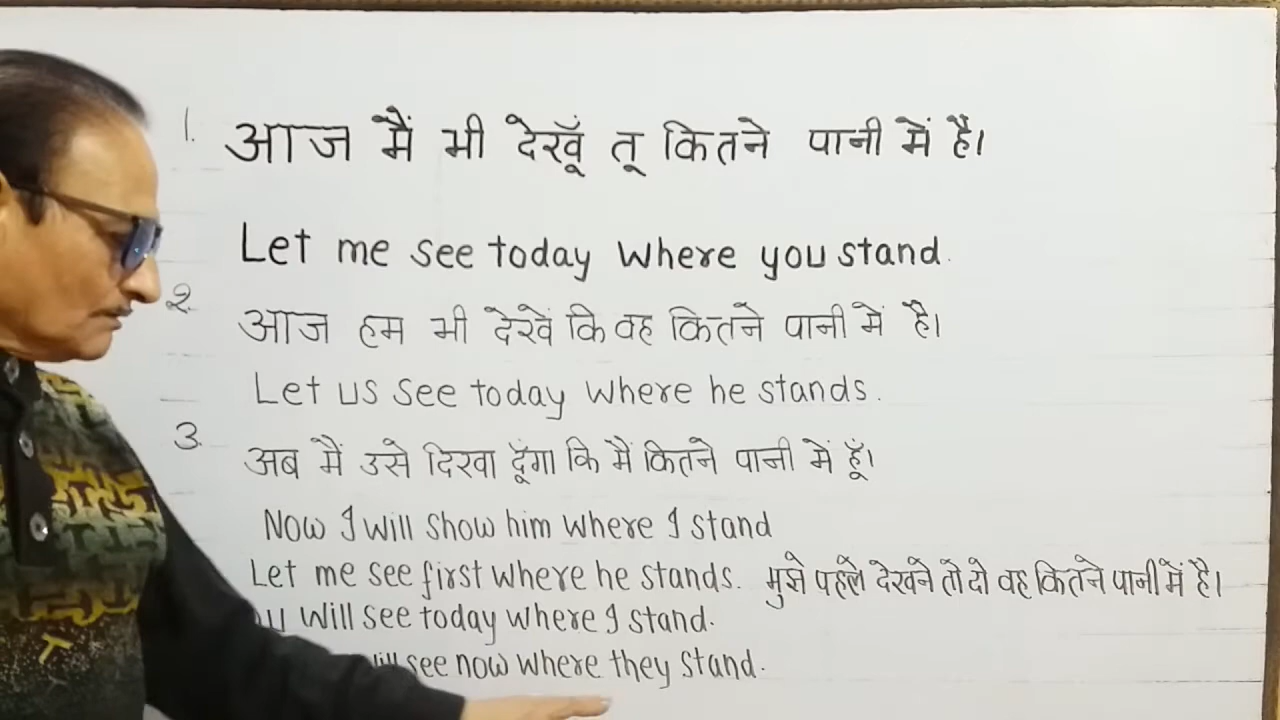 1. आज मैं भी देखूँ तू कितने पानी में है।
Let me see today where you stand.
2. आज हम भी देखें कि वह कितने पानी में है।
Let us see today where he stands.
3. अब मैं उसे दिखा दूँगा कि मैं कितने पानी में हूँ।
Now I will show him where I stand
Let me see first where he stands. मुझे पहले देखने तो दो वह कितने पानी में है।
will see today where I stand.
see now where they stand.